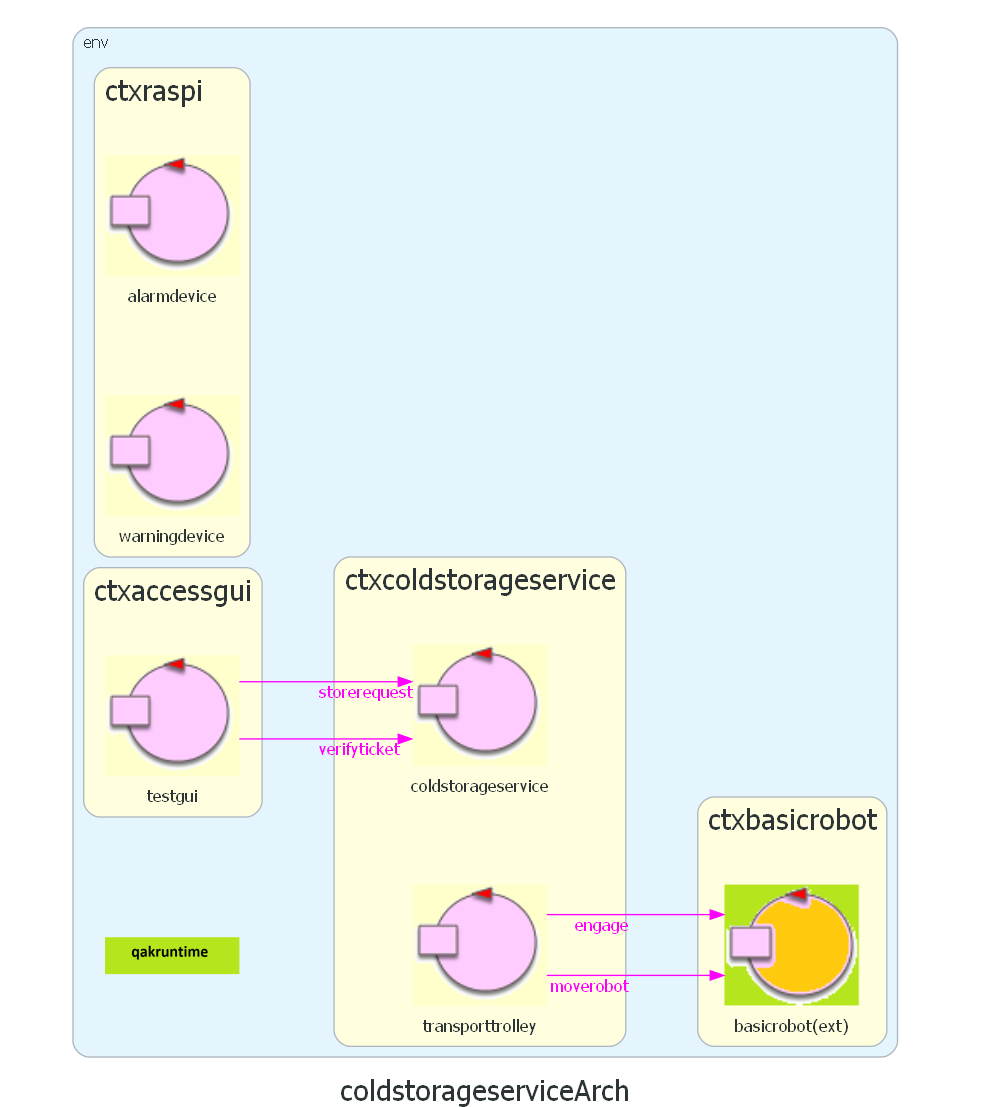 env
ctxraspi
alarmdevice
warningdevice
ctxaccessgui
testgui
ctxcoldstorageservice
storerequest
verifyticket
coldstorageservice
transporttrolley
engage
moverobot
ctxbasicrobot
basicrobot(ext)
qakruntime
coldstorageserviceArch